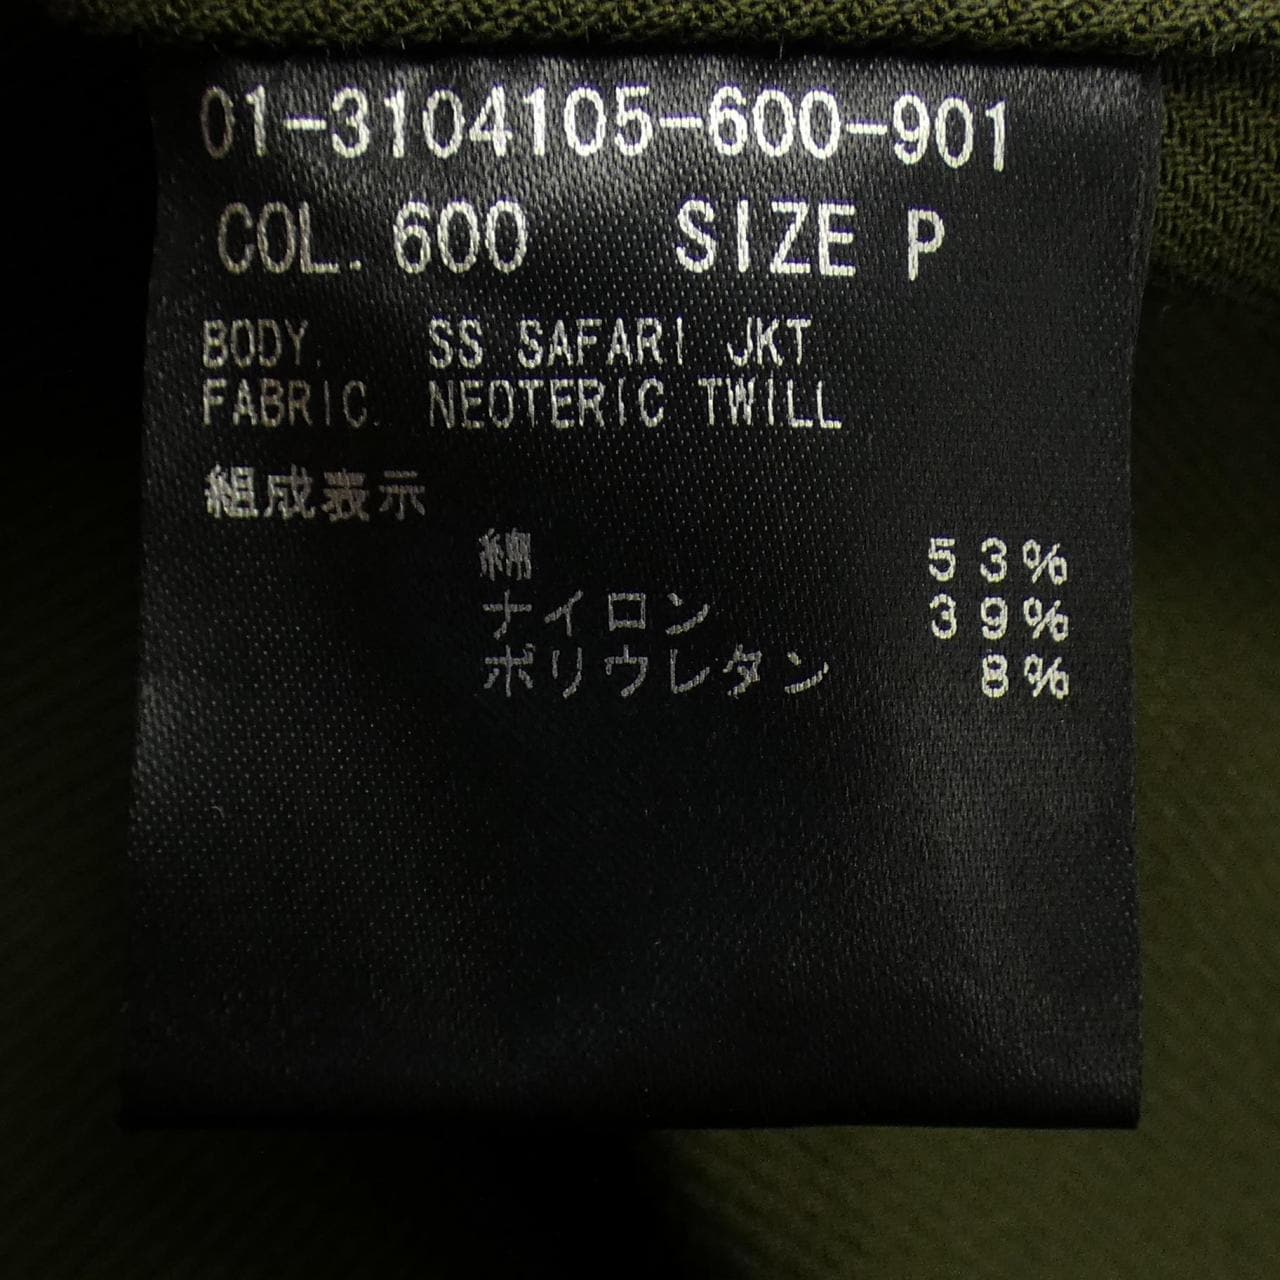 01-3104105-600-901
COL. 600 SIZE P
BODY. SS SAFARI JKT
FABRIC. NEOTERIC TWILL
組成表示
綿 53%
ナイロン 39%
ポリウレタン 8%